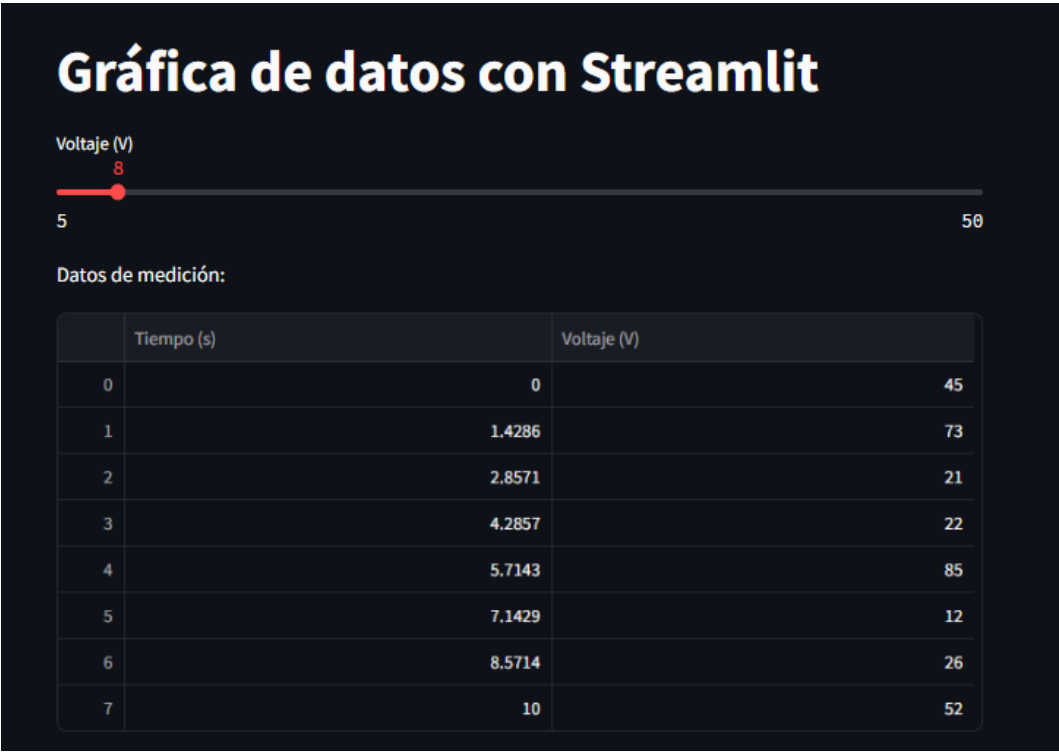 Gráfica de datos con Streamlit
Voltaje (V)
8
5 50
Datos de medición:
Tiempo (s) Voltaje (V)
0 0 45
1 1.4286 73
2 2.8571 21
3 4.2857 22
4 5.7143 85
5 7.1429 12
6 8.5714 26
7 10 52